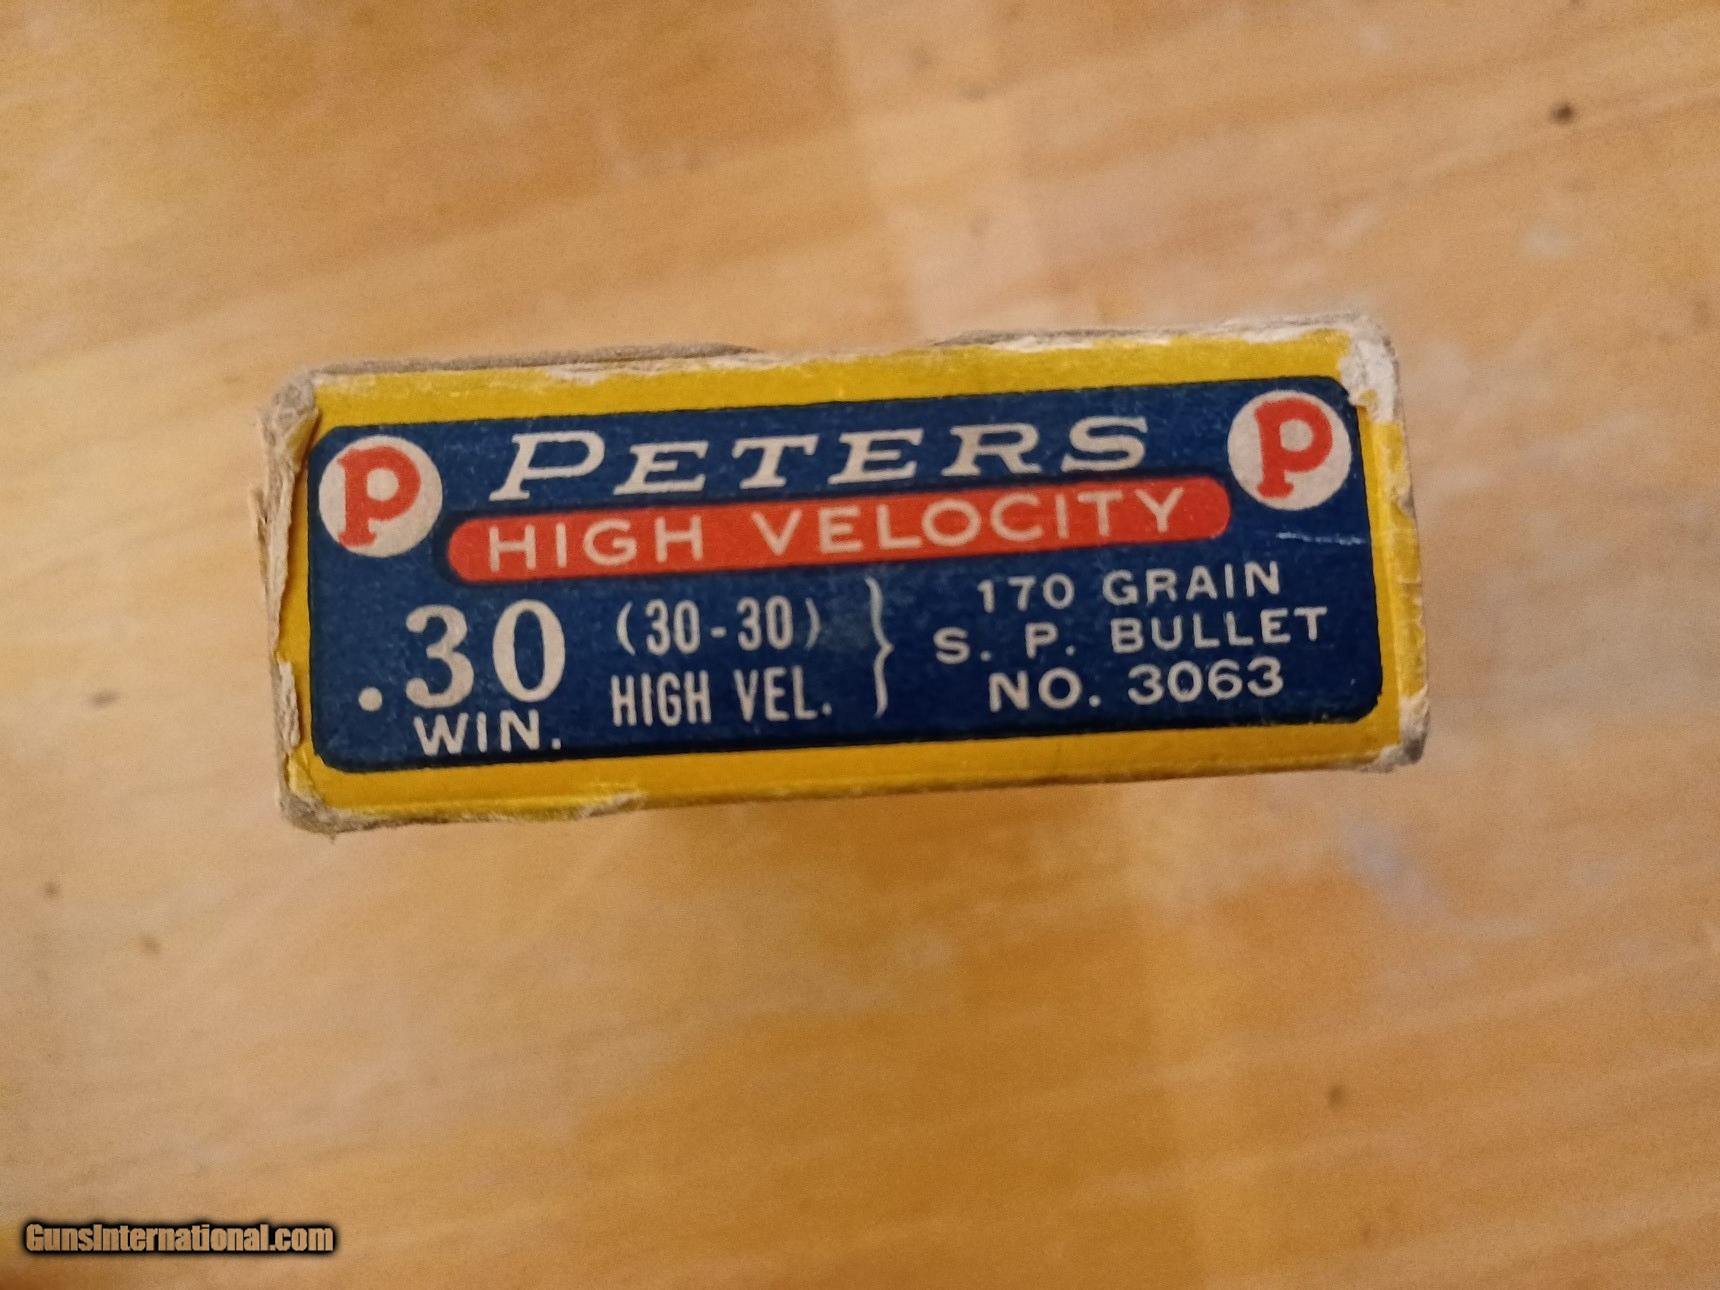 P PETERS P
HIGH VELOCITY
.30 WIN.
(30-30)
HIGH VEL.
170 GRAIN
S. P. BULLET
NO. 3063
GunsInternational.com